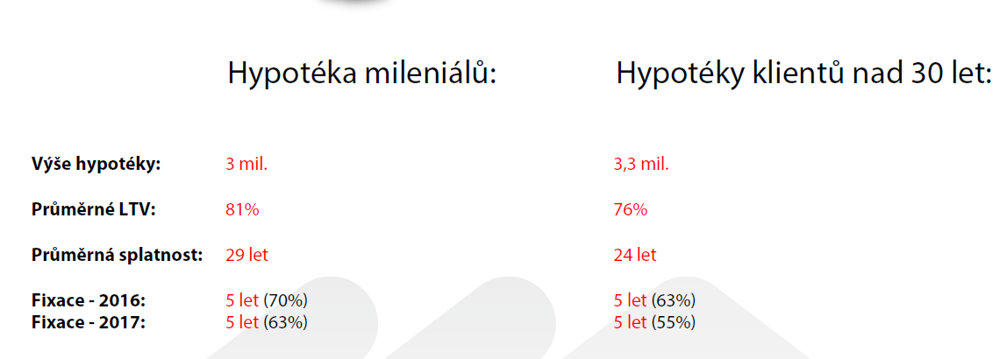 Hypotéka mileniálů: Hypotéky klientů nad 30 let:
Výše hypotéky: 3 mil. 3,3 mil.
Průměrné LTV: 81% 76%
Průměrná splatnost: 29 let 24 let
Fixace - 2016: 5 let (70%) 5 let (63%)
Fixace - 2017: 5 let (63%) 5 let (55%)